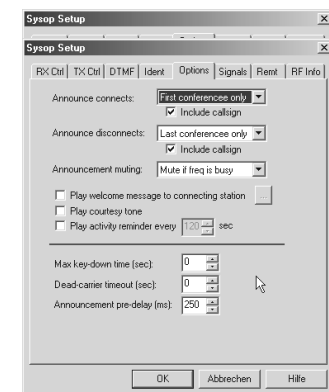 Sysop Setup
Sysop Setup
RX Ctrl TX Ctrl DTMF Ident Options Signals Remt RF Info
Announce connects: First conferencee only
Include callsign
Announce disconnects: Last conferencee only
Include callsign
Announcement muting: Mute if freq is busy
Play welcome message to connecting station ...
Play courtesy tone
Play activity reminder every 120 sec
Max key-down time (sec): 0
Dead-carrier timeout (sec): 0
Announcement pre-delay (ms): 250
OK Abbrechen Hilfe